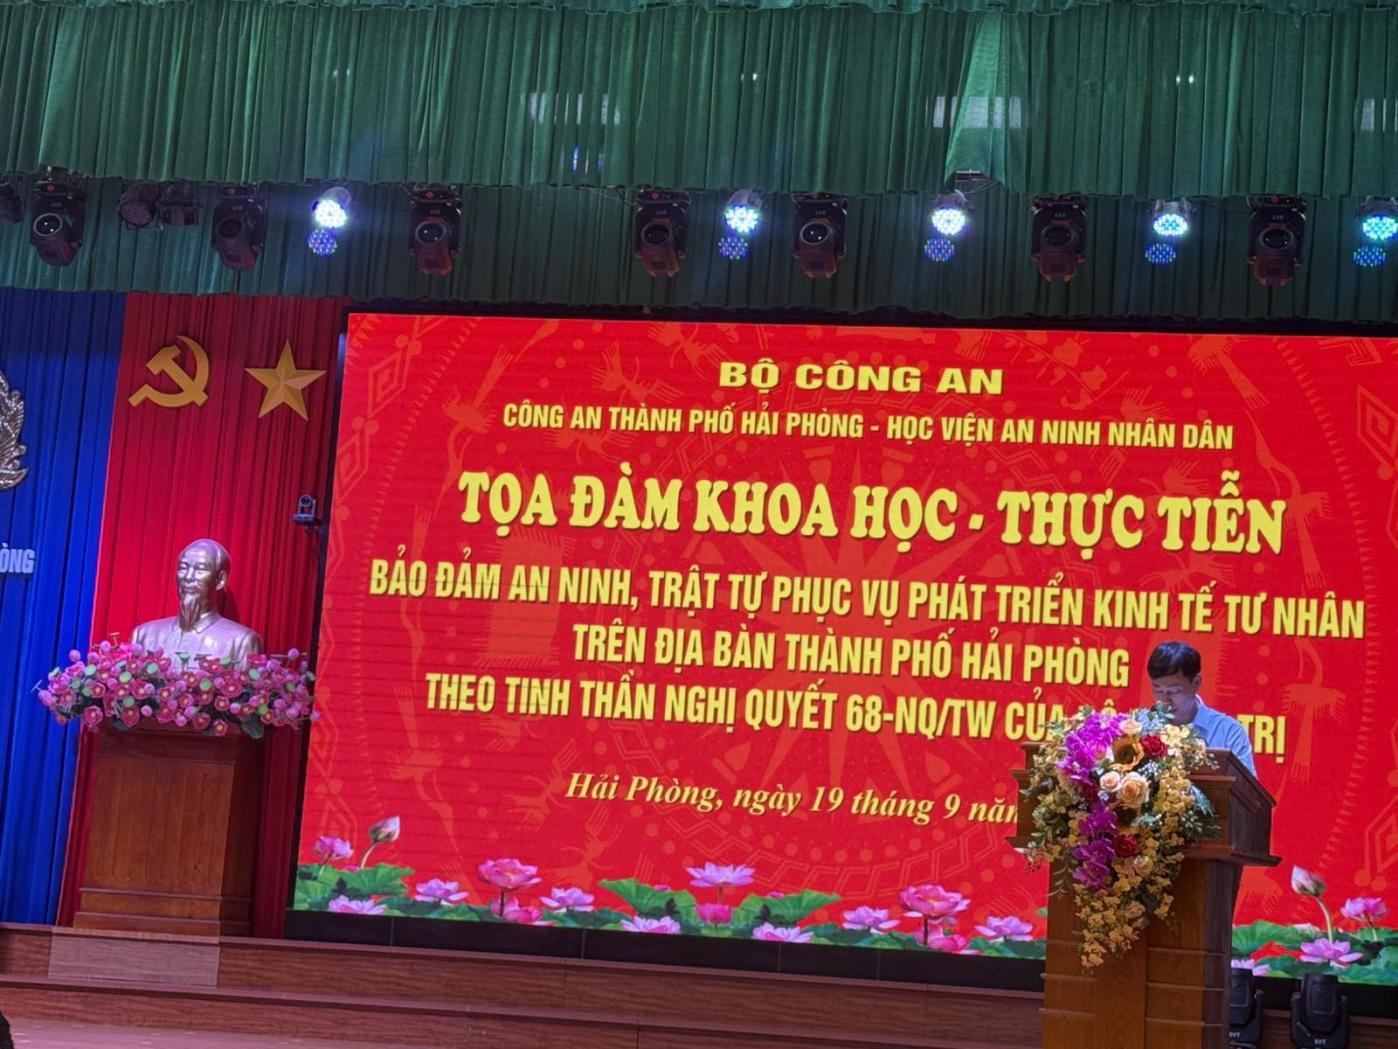 BỘ CÔNG AN
CÔNG AN THÀNH PHỐ HẢI PHÒNG - HỌC VIỆN AN NINH NHÂN DÂN
TỌA ĐÀM KHOA HỌC - THỰC TIỄN
BẢO ĐẢM AN NINH, TRẬT TỰ PHỤC VỤ PHÁT TRIỂN KINH TẾ TƯ NHÂN
TRÊN ĐỊA BÀN THÀNH PHỐ HẢI PHÒNG
THEO TINH THẦN NGHỊ QUYẾT 68-NQ/TW CỦA TRỊ
Hải Phòng, ngày 19 tháng 9 năm
ÒNG